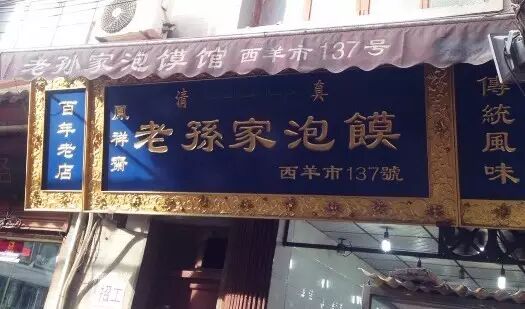 老孙家泡馍馆 西羊市137号
百年老店
鳳祥齋
清真
老孫家泡饃
西羊市137號
傳統風味
招工